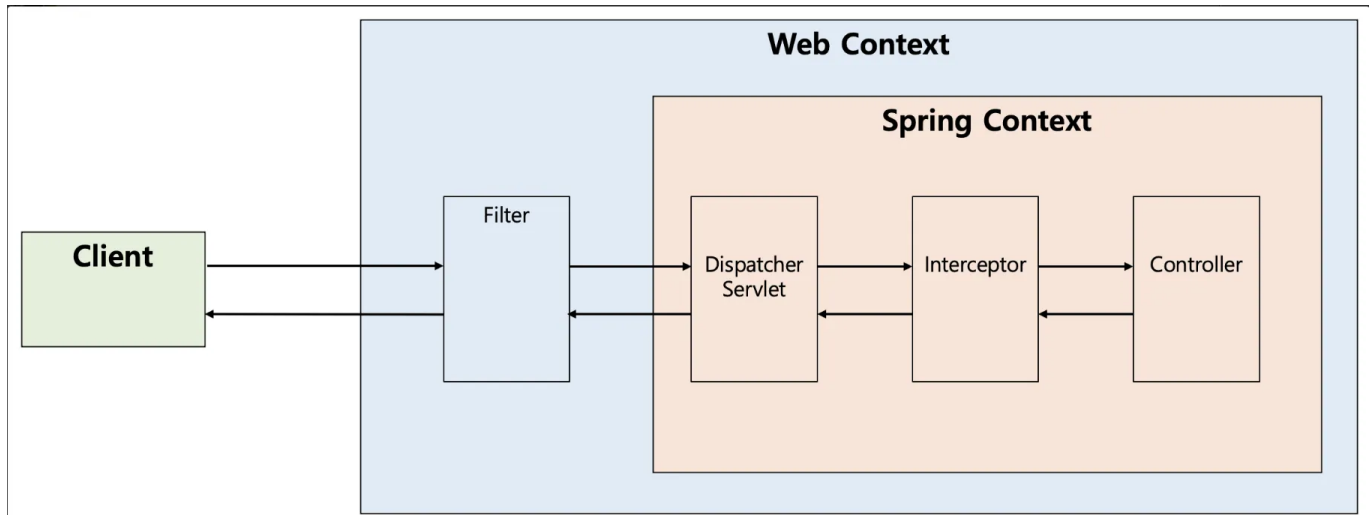 Web Context
Spring Context
Client
Filter
Dispatcher
Servlet
Interceptor
Controller